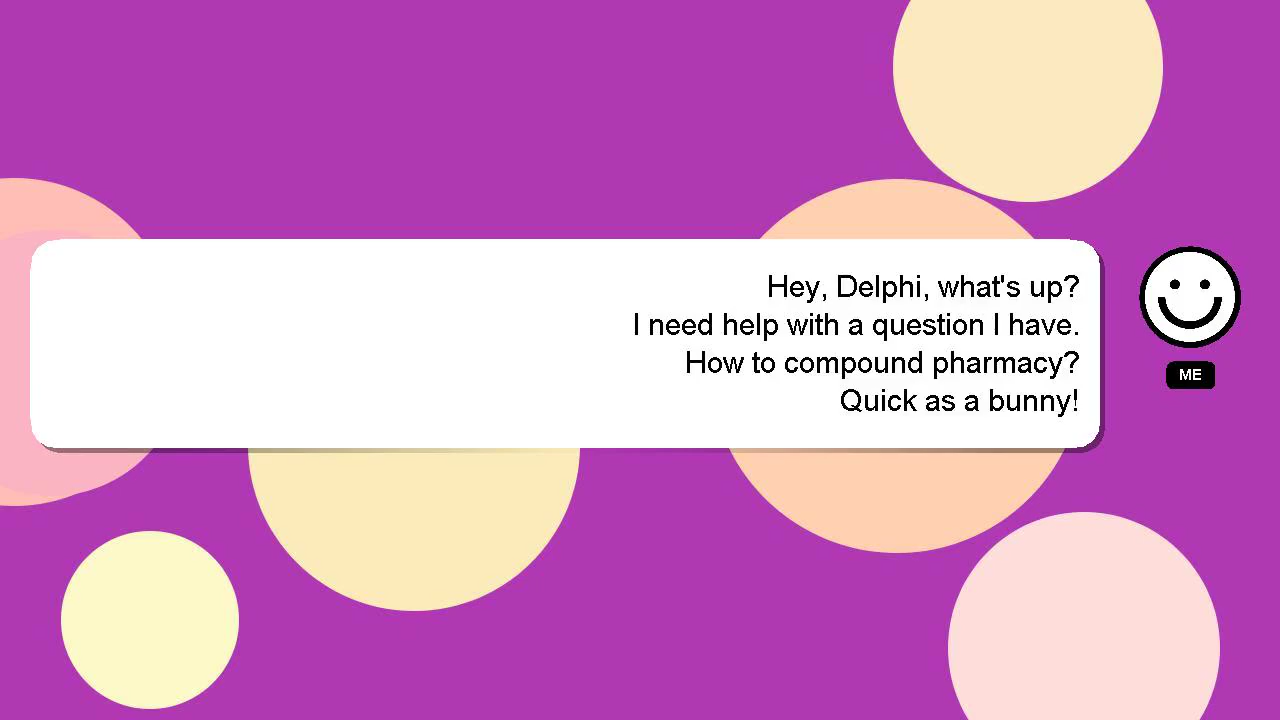 Hey, Delphi, what's up?
I need help with a question I have.
How to compound pharmacy?
Quick as a bunny!
ME